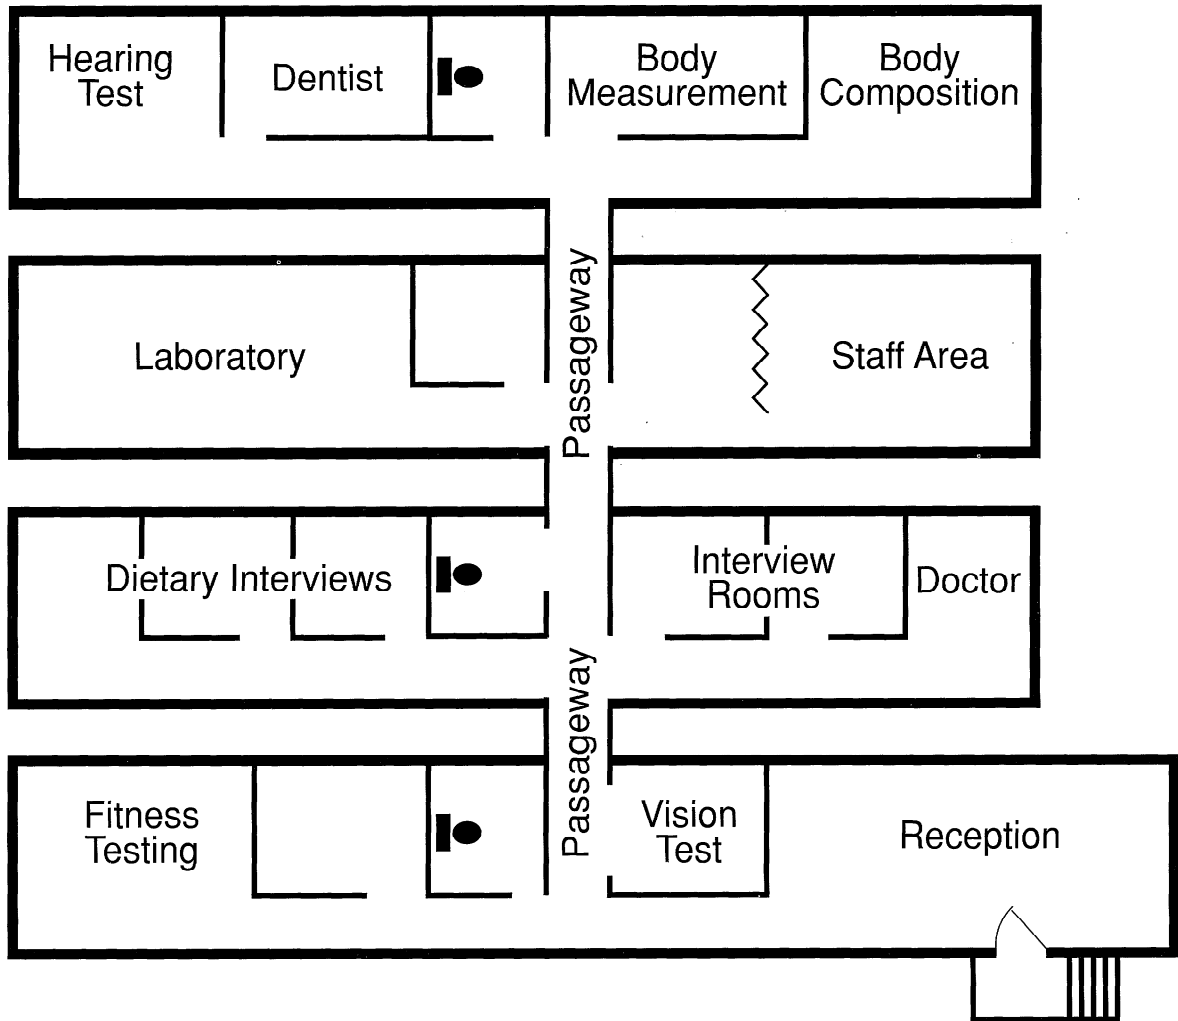 Hearing
Test
Dentist
Body
Measurement
Body
Composition
Passageway
Laboratory
Staff Area
Dietary Interviews
Interview
Rooms
Doctor
Passageway
Fitness
Testing
Vision
Test
Reception